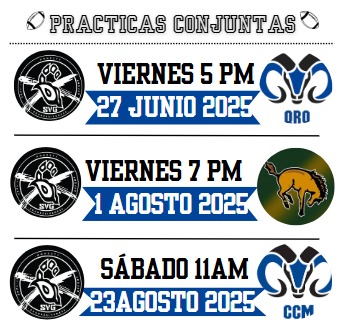 PRACTICAS CONJUNTAS
VIERNES 5 PM
27 JUNIO 2025
SVG
QRO
VIERNES 7 PM
1 AGOSTO 2025
SVG
SÁBADO 11AM
23AGOSTO 2025
SVG
CCM